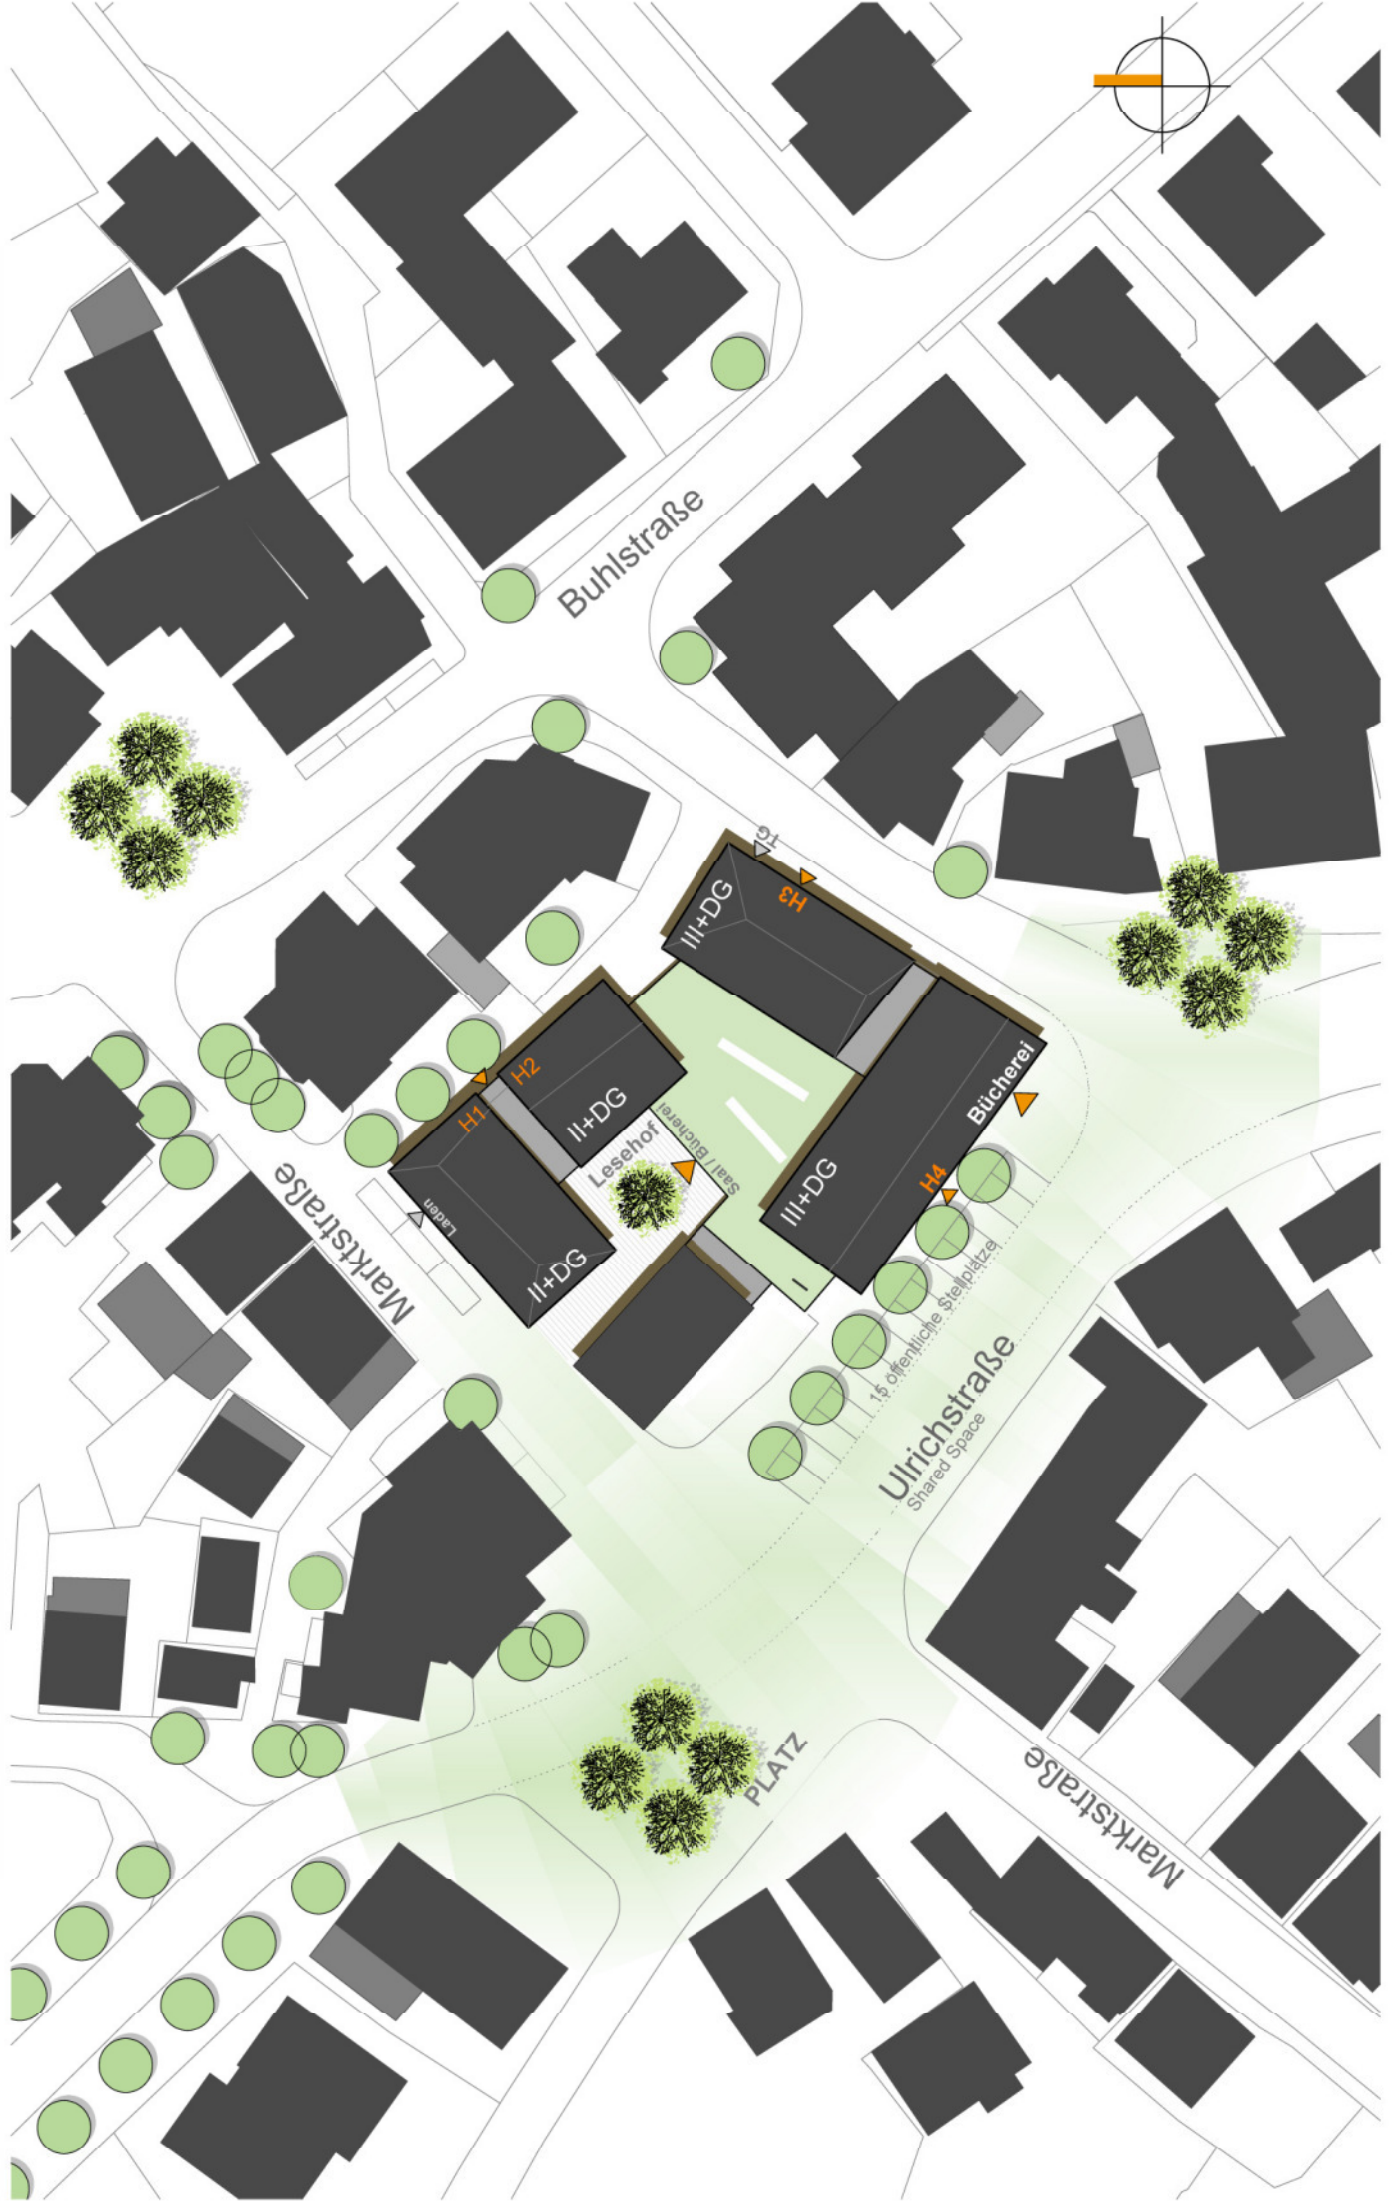 Buhlstraße
TG
H3
III+DG
H2
H1
II+DG
Lesehof
Saal / Bücherei
Bücherei
H4
III+DG
Laden
II+DG
I
Marktstraße
15 öffentliche Stellplätze
Ulrichstraße
Shared Space
PLATZ
Marktstraße